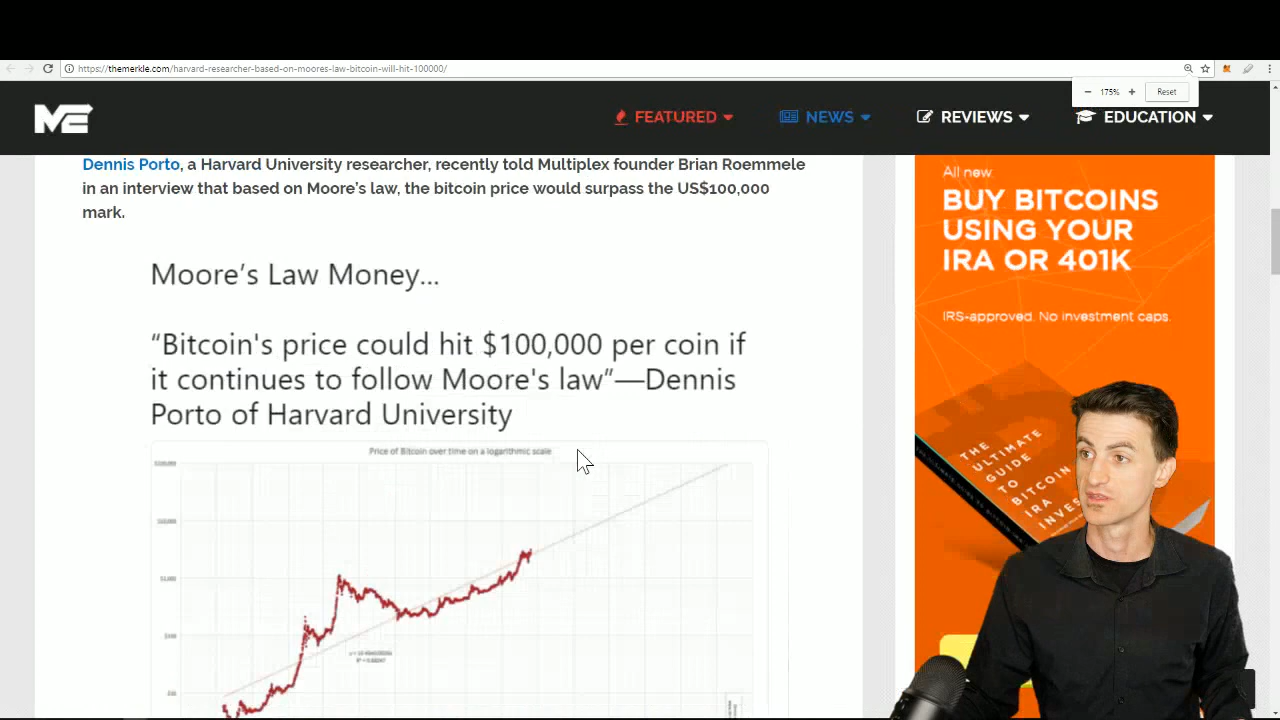 https://themerkle.com/harvard-researcher-based-on-moores-law-bitcoin-will-hit-100000/
175%
Reset
ME
FEATURED
NEWS
REVIEWS
EDUCATION
Dennis Porto, a Harvard University researcher, recently told Multiplex founder Brian Roemmele
in an interview that based on Moore's law, the bitcoin price would surpass the US$100,000
mark.
Moore's Law Money...
“Bitcoin's price could hit $100,000 per coin if
it continues to follow Moore's law”—Dennis
Porto of Harvard University
Price of Bitcoin over time on a logarithmic scale
$100,000
$10,000
$1,000
$100
$10
All new.
BUY BITCOINS
USING YOUR
IRA OR 401K
IRS-approved. No investment caps.
THE
ULTIMATE
GUIDE
TO
BITCOIN
IRA